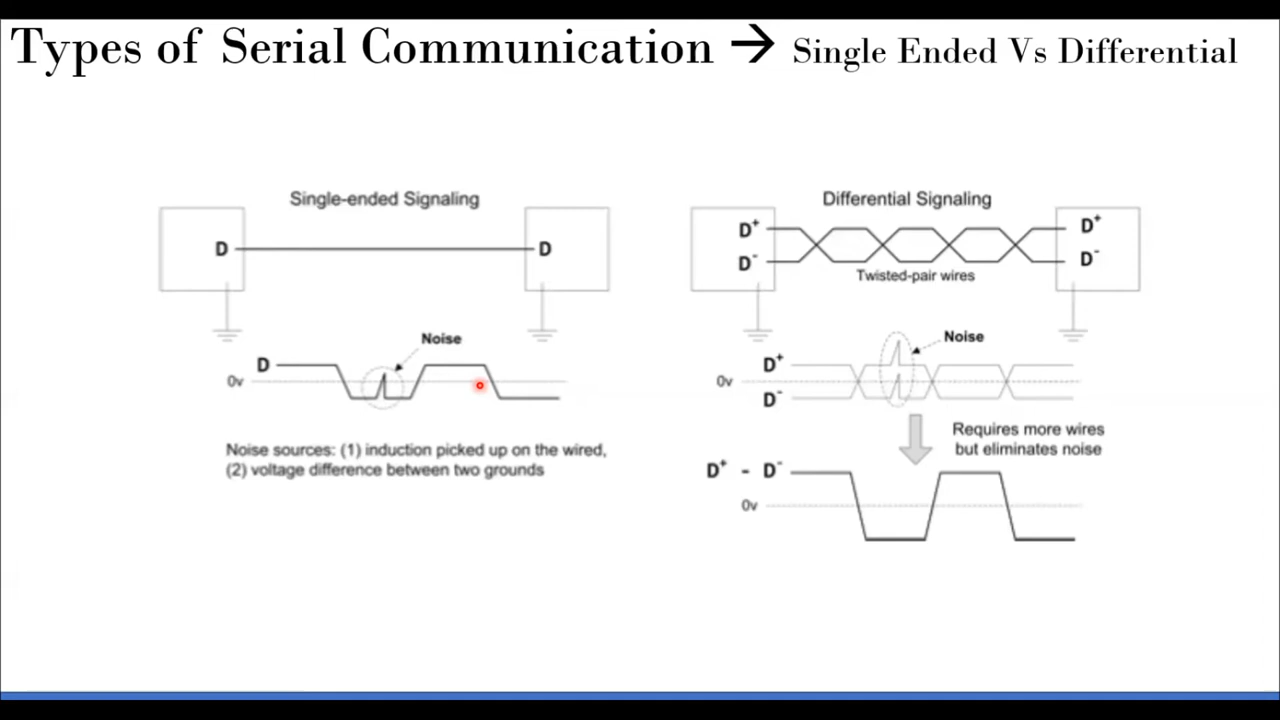 Types of Serial Communication → Single Ended Vs Differential
Single-ended Signaling
D
D
Noise
D
0v
Noise sources: (1) induction picked up on the wired,
(2) voltage difference between two grounds
Differential Signaling
D⁺
D⁻
D⁺
D⁻
Twisted-pair wires
Noise
D⁺
0v
D⁻
Requires more wires
but eliminates noise
D⁺ - D⁻
0v